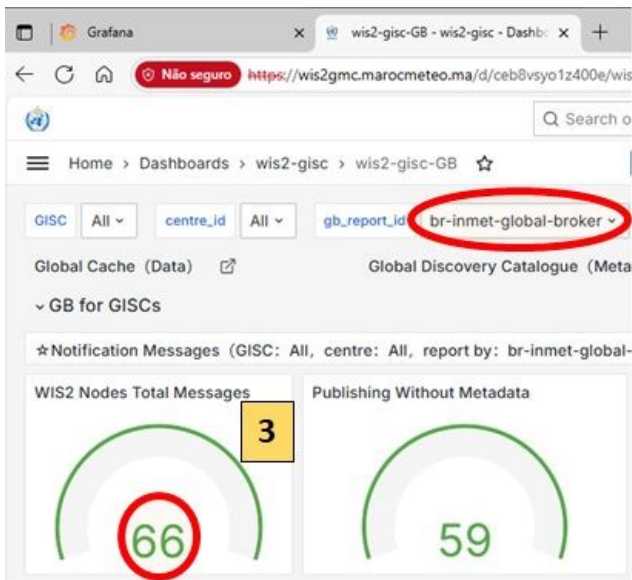 Grafana
wis2-gisc-GB - wis2-gisc - Dashb
Não seguro https://wis2gmc.marocmeteo.ma/d/ceb8vsyo1z400e/wis
Search o
Home > Dashboards > wis2-gisc > wis2-gisc-GB
GISC All centre_id All gb_report_id br-inmet-global-broker
Global Cache (Data) Global Discovery Catalogue (Meta
GB for GISCs
☆Notification Messages (GISC: All, centre: All, report by: br-inmet-global-
WIS2 Nodes Total Messages Publishing Without Metadata
3
66 59